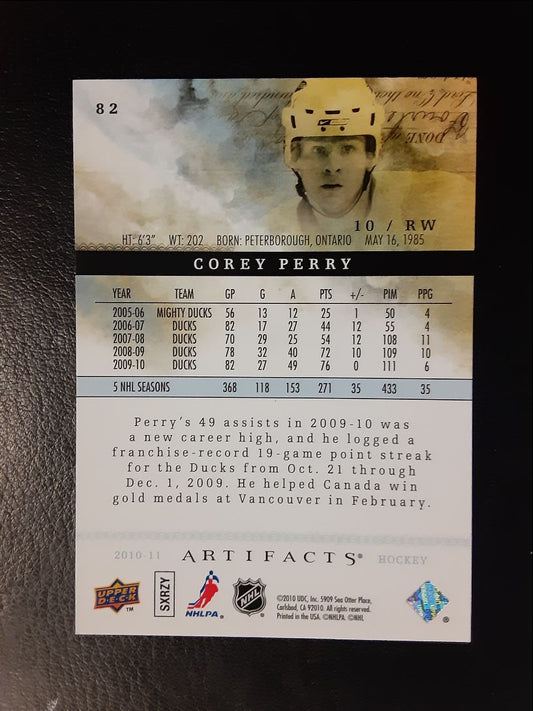 82
10 / RW
HT: 6'3" WT: 202 BORN: PETERBOROUGH, ONTARIO MAY 16, 1985
COREY PERRY
YEAR TEAM GP G A PTS +/- PIM PPG
2005-06 MIGHTY DUCKS 56 13 12 25 1 50 4
2006-07 DUCKS 82 17 27 44 12 55 4
2007-08 DUCKS 70 29 25 54 12 108 11
2008-09 DUCKS 78 32 40 72 10 109 10
2009-10 DUCKS 82 27 49 76 0 111 6
5 NHL SEASONS 368 118 153 271 35 433 35
Perry's 49 assists in 2009-10 was
a new career high, and he logged a
franchise-record 19-game point streak
for the Ducks from Oct. 21 through
Dec. 1, 2009. He helped Canada win
gold medals at Vancouver in February.
2010-11 ARTIFACTS® HOCKEY
UPPER DECK ™
SXRZY
NHLPA.
NHL
©2010 UDC, Inc. 5909 Sea Otter Place,
Carlsbad, CA 92010. All rights reserved.
Printed in the USA. ©NHLPA. ©NHL.
®